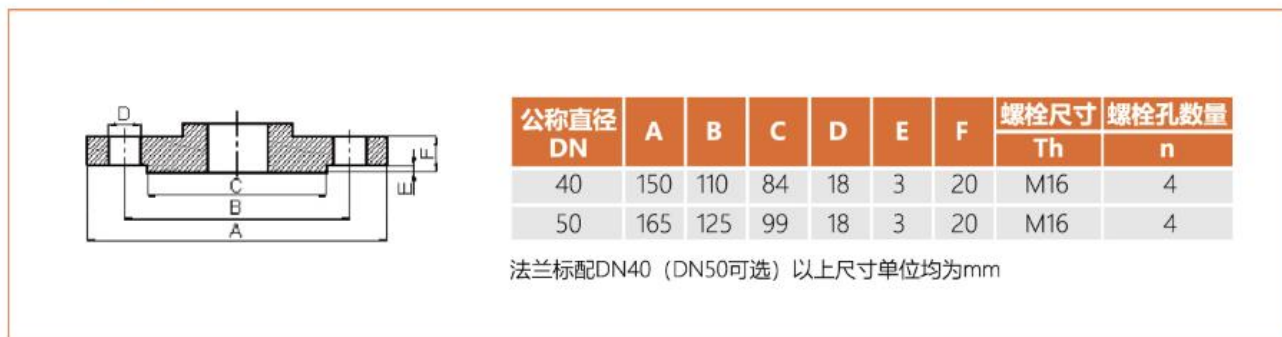 D
F
E
C
B
A
公称直径 DN A B C D E F 螺栓尺寸 Th 螺栓孔数量 n
40 150 110 84 18 3 20 M16 4
50 165 125 99 18 3 20 M16 4
法兰标配DN40（DN50可选）以上尺寸单位均为mm